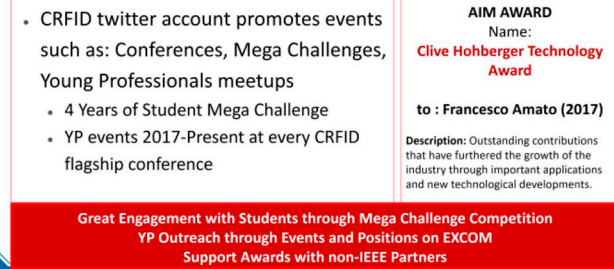 • CRFID twitter account promotes events
such as: Conferences, Mega Challenges,
Young Professionals meetups
• 4 Years of Student Mega Challenge
• YP events 2017-Present at every CRFID
flagship conference
AIM AWARD
Name:
Clive Hohberger Technology
Award
to : Francesco Amato (2017)
Description: Outstanding contributions
that have furthered the growth of the
industry through important applications
and new technological developments.
Great Engagement with Students through Mega Challenge Competition
YP Outreach through Events and Positions on EXCOM
Support Awards with non-IEEE Partners